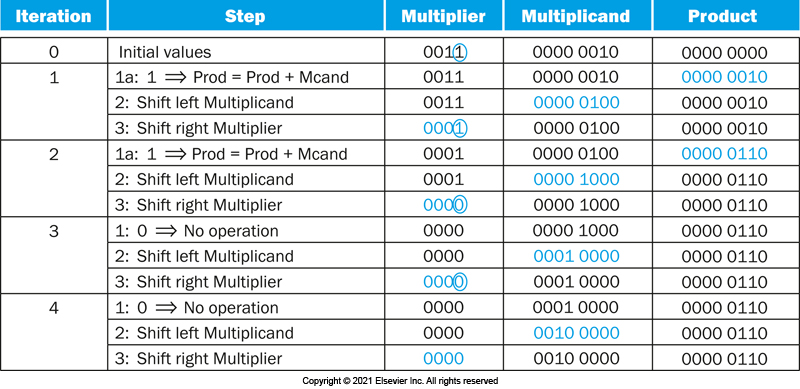 Iteration Step Multiplier Multiplicand Product
0 Initial values 0011 0000 0010 0000 0000
1 1a: 1 ⟹ Prod = Prod + Mcand 0011 0000 0010 0000 0010
2: Shift left Multiplicand 0011 0000 0100 0000 0010
3: Shift right Multiplier 0001 0000 0100 0000 0010
2 1a: 1 ⟹ Prod = Prod + Mcand 0001 0000 0100 0000 0110
2: Shift left Multiplicand 0001 0000 1000 0000 0110
3: Shift right Multiplier 0000 0000 1000 0000 0110
3 1: 0 ⟹ No operation 0000 0000 1000 0000 0110
2: Shift left Multiplicand 0000 0001 0000 0000 0110
3: Shift right Multiplier 0000 0001 0000 0000 0110
4 1: 0 ⟹ No operation 0000 0001 0000 0000 0110
2: Shift left Multiplicand 0000 0010 0000 0000 0110
3: Shift right Multiplier 0000 0010 0000 0000 0110
Copyright © 2021 Elsevier Inc. All rights reserved